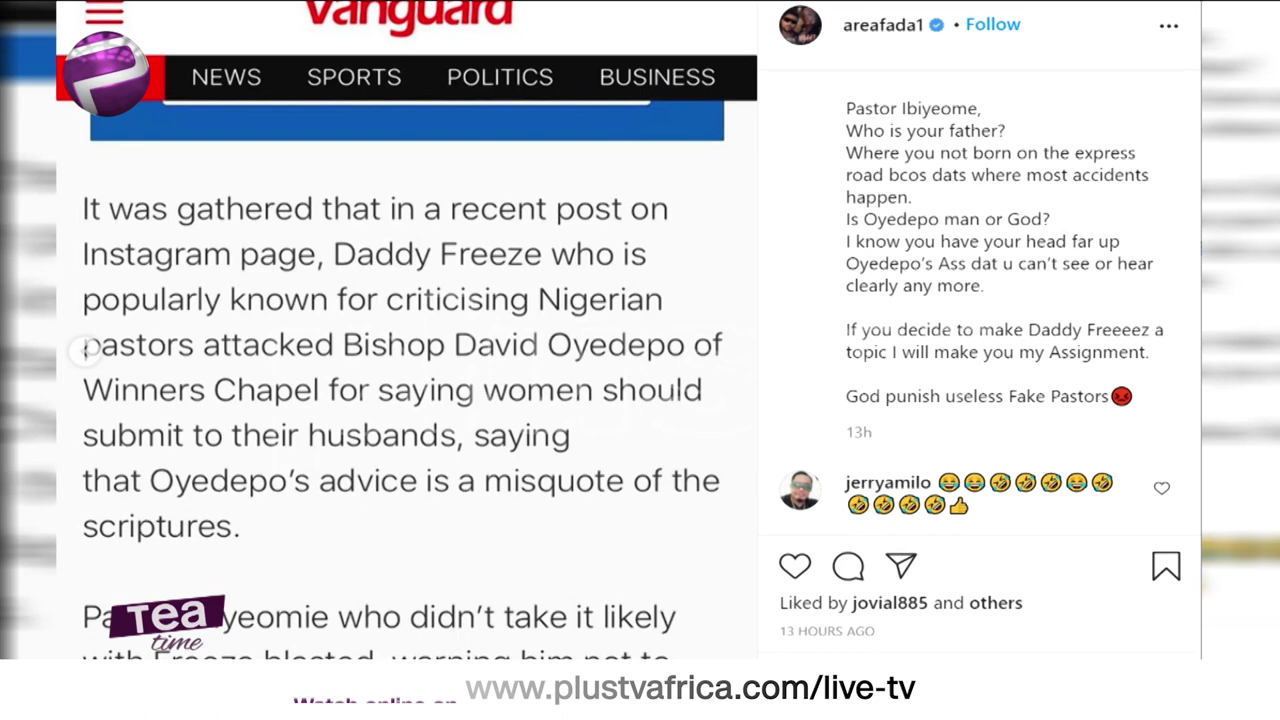 vanguard
NEWS SPORTS POLITICS BUSINESS
It was gathered that in a recent post on
Instagram page, Daddy Freeze who is
popularly known for criticising Nigerian
pastors attacked Bishop David Oyedepo of
Winners Chapel for saying women should
submit to their husbands, saying
that Oyedepo's advice is a misquote of the
scriptures.
yeomie who didn't take it likely
Tea
time
areafada1 • Follow
Pastor Ibiyeome,
Who is your father?
Where you not born on the express
road bcos dats where most accidents
happen.
Is Oyedepo man or God?
I know you have your head far up
Oyedepo's Ass dat u can't see or hear
clearly any more.
If you decide to make Daddy Freeeez a
topic I will make you my Assignment.
God punish useless Fake Pastors😡
13h
jerryamilo 😂😂🤣🤣🤣😂🤣
🤣🤣🤣🤣👍
Liked by jovial885 and others
13 HOURS AGO
www.plustvafrica.com/live-tv